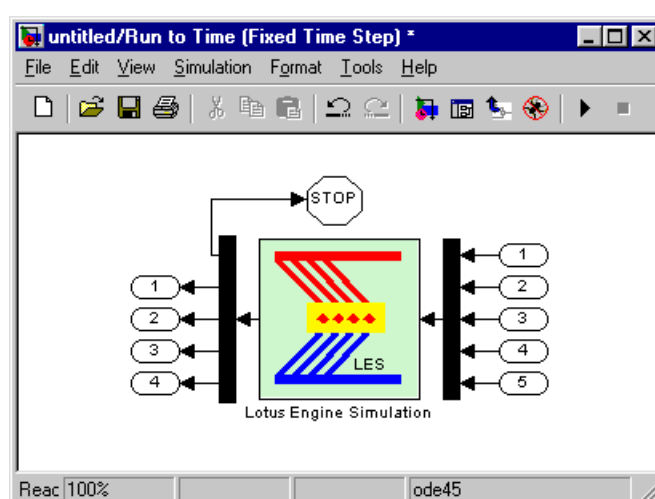 untitled/Run to Time (Fixed Time Step) *
File Edit View Simulation Format Tools Help
STOP
1 1
2 2
3 3
4 4
5
LES
Lotus Engine Simulation
Reac 100% ode45